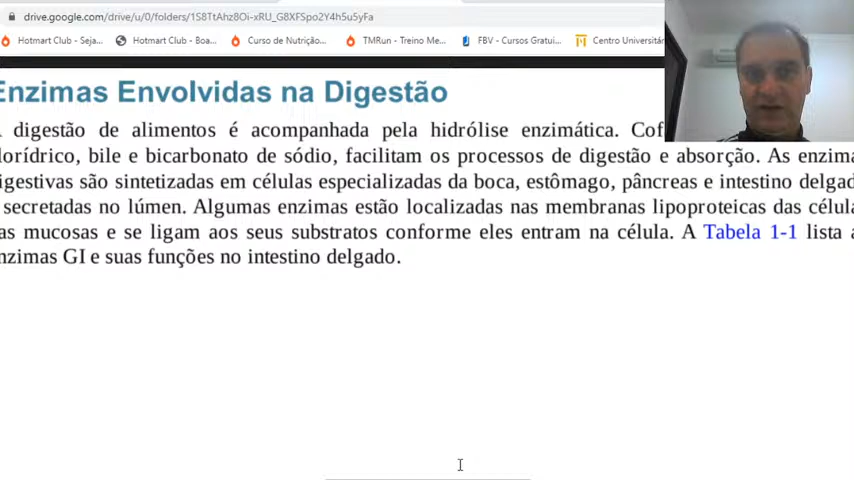 drive.google.com/drive/u/0/folders/1S8TtAhz8Oi-xRU_G8XFSpo2Y4h5u5yFa
Hotmart Club - Seja... Hotmart Club - Boa... Curso de Nutrição... TMRun - Treino Me... FBV - Cursos Gratui... Centro Universitár
Enzimas Envolvidas na Digestão
digestão de alimentos é acompanhada pela hidrólise enzimática. Cof
lorídrico, bile e bicarbonato de sódio, facilitam os processos de digestão e absorção. As enzima
igestivas são sintetizadas em células especializadas da boca, estômago, pâncreas e intestino delgad
secretadas no lúmen. Algumas enzimas estão localizadas nas membranas lipoproteicas das célula
as mucosas e se ligam aos seus substratos conforme eles entram na célula. A Tabela 1-1 lista a
nzimas GI e suas funções no intestino delgado.